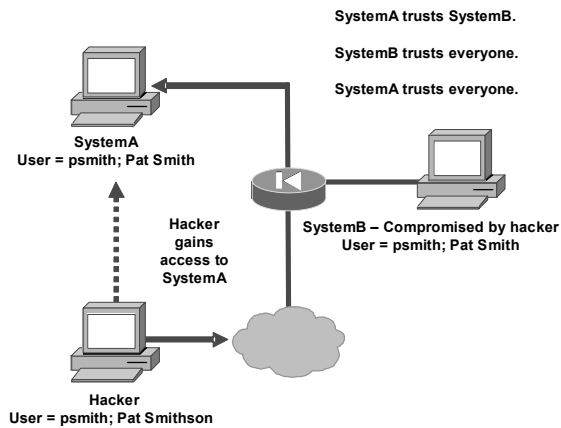 SystemA trusts SystemB.
SystemB trusts everyone.
SystemA trusts everyone.
SystemA
User = psmith; Pat Smith
SystemB – Compromised by hacker
User = psmith; Pat Smith
Hacker
gains
access to
SystemA
Hacker
User = psmith; Pat Smithson